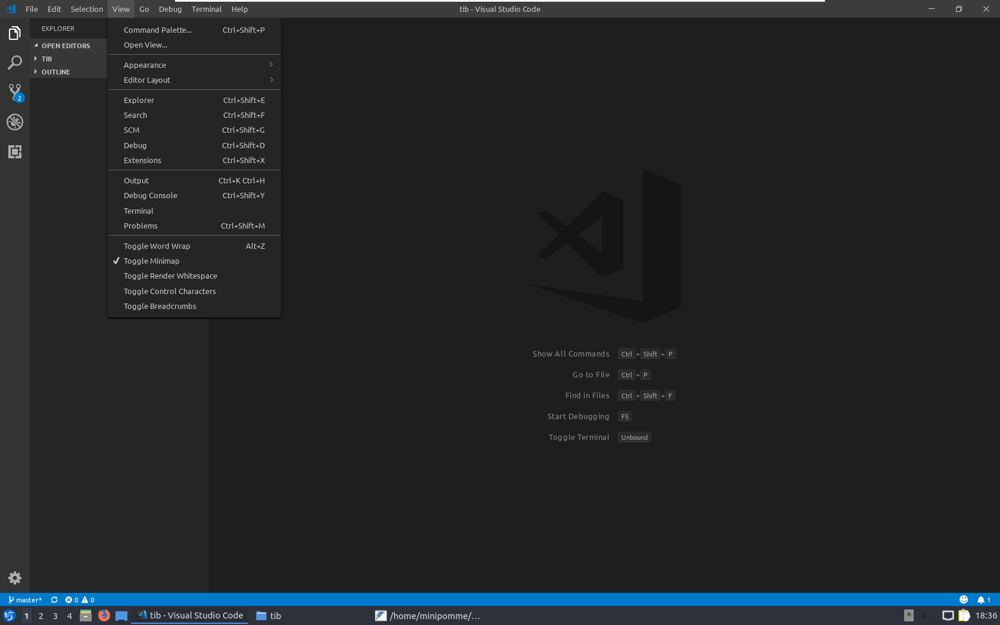 File Edit Selection View Go Debug Terminal Help tib - Visual Studio Code
EXPLORER
OPEN EDITORS
TIB
OUTLINE
2
Command Palette... Ctrl+Shift+P
Open View...
Appearance
Editor Layout
Explorer Ctrl+Shift+E
Search Ctrl+Shift+F
SCM Ctrl+Shift+G
Debug Ctrl+Shift+D
Extensions Ctrl+Shift+X
Output Ctrl+K Ctrl+H
Debug Console Ctrl+Shift+Y
Terminal
Problems Ctrl+Shift+M
Toggle Word Wrap Alt+Z
✔ Toggle Minimap
Toggle Render Whitespace
Toggle Control Characters
Toggle Breadcrumbs
Show All Commands Ctrl + Shift + P
Go to File Ctrl + P
Find in Files Ctrl + Shift + F
Start Debugging F5
Toggle Terminal Unbound
master* 0 0 1
1 2 3 4 tib - Visual Studio Code tib /home/minipomme/... 18:36